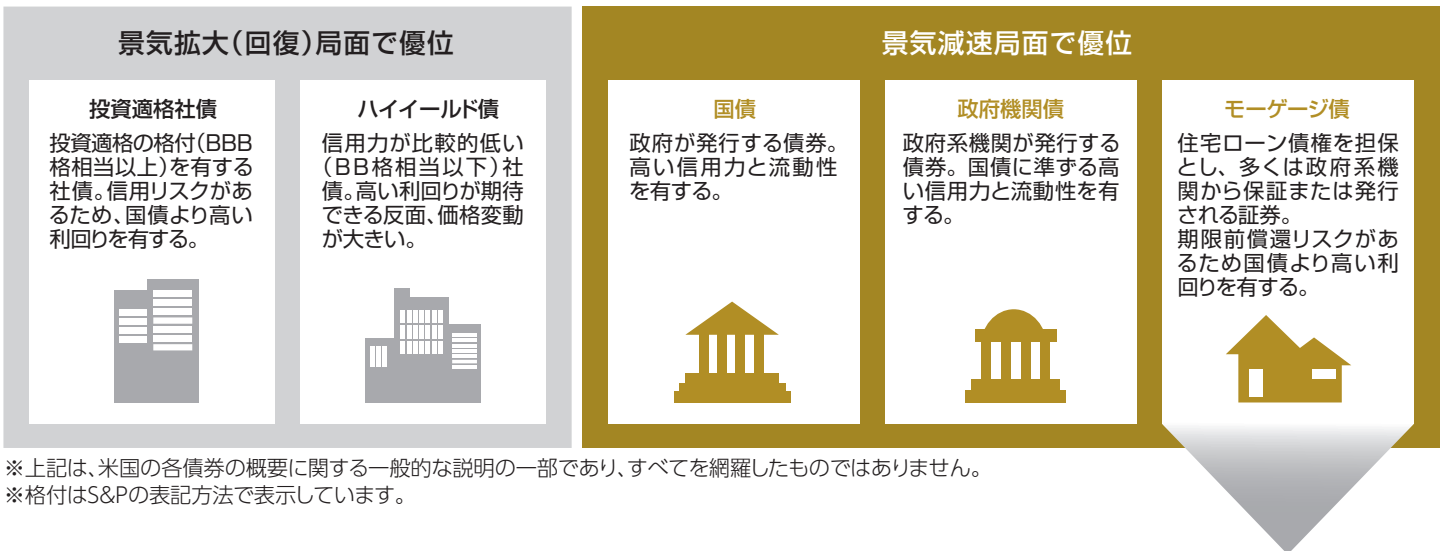 景気拡大(回復)局面で優位
投資適格社債
投資適格の格付(BBB
格相当以上)を有する
社債。信用リスクがあ
るため、国債より高い
利回りを有する。
ハイイールド債
信用力が比較的低い
(BB格相当以下)社
債。高い利回りが期待
できる反面、価格変動
が大きい。
景気減速局面で優位
国債
政府が発行する債券。
高い信用力と流動性
を有する。
政府機関債
政府系機関が発行する
債券。国債に準ずる高
い信用力と流動性を有
する。
モーゲージ債
住宅ローン債権を担保
とし、多くは政府系機
関から保証または発行
される証券。
期限前償還リスクがあ
るため国債より高い利
回りを有する。
※上記は、米国の各債券の概要に関する一般的な説明の一部であり、すべてを網羅したものではありません。
※格付はS&Pの表記方法で表示しています。